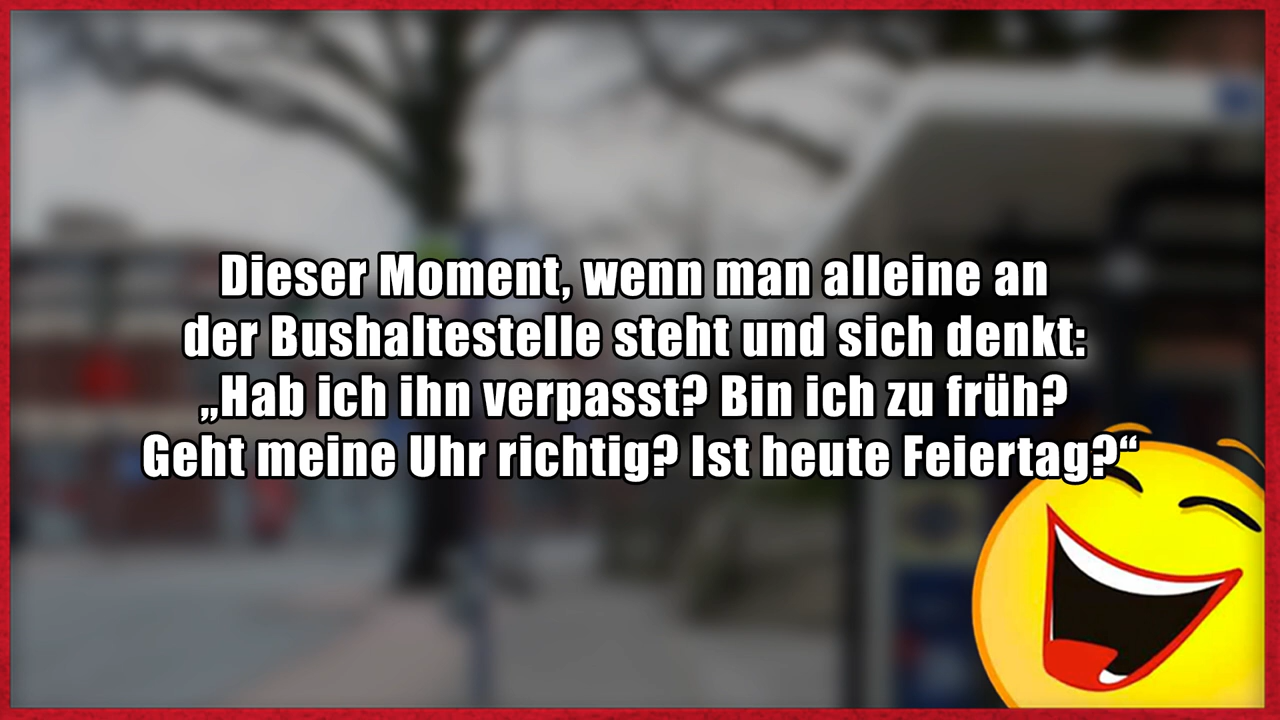 Dieser Moment, wenn man alleine an
der Bushaltestelle steht und sich denkt:
„Hab ich ihn verpasst? Bin ich zu früh?
Geht meine Uhr richtig? Ist heute Feiertag?“